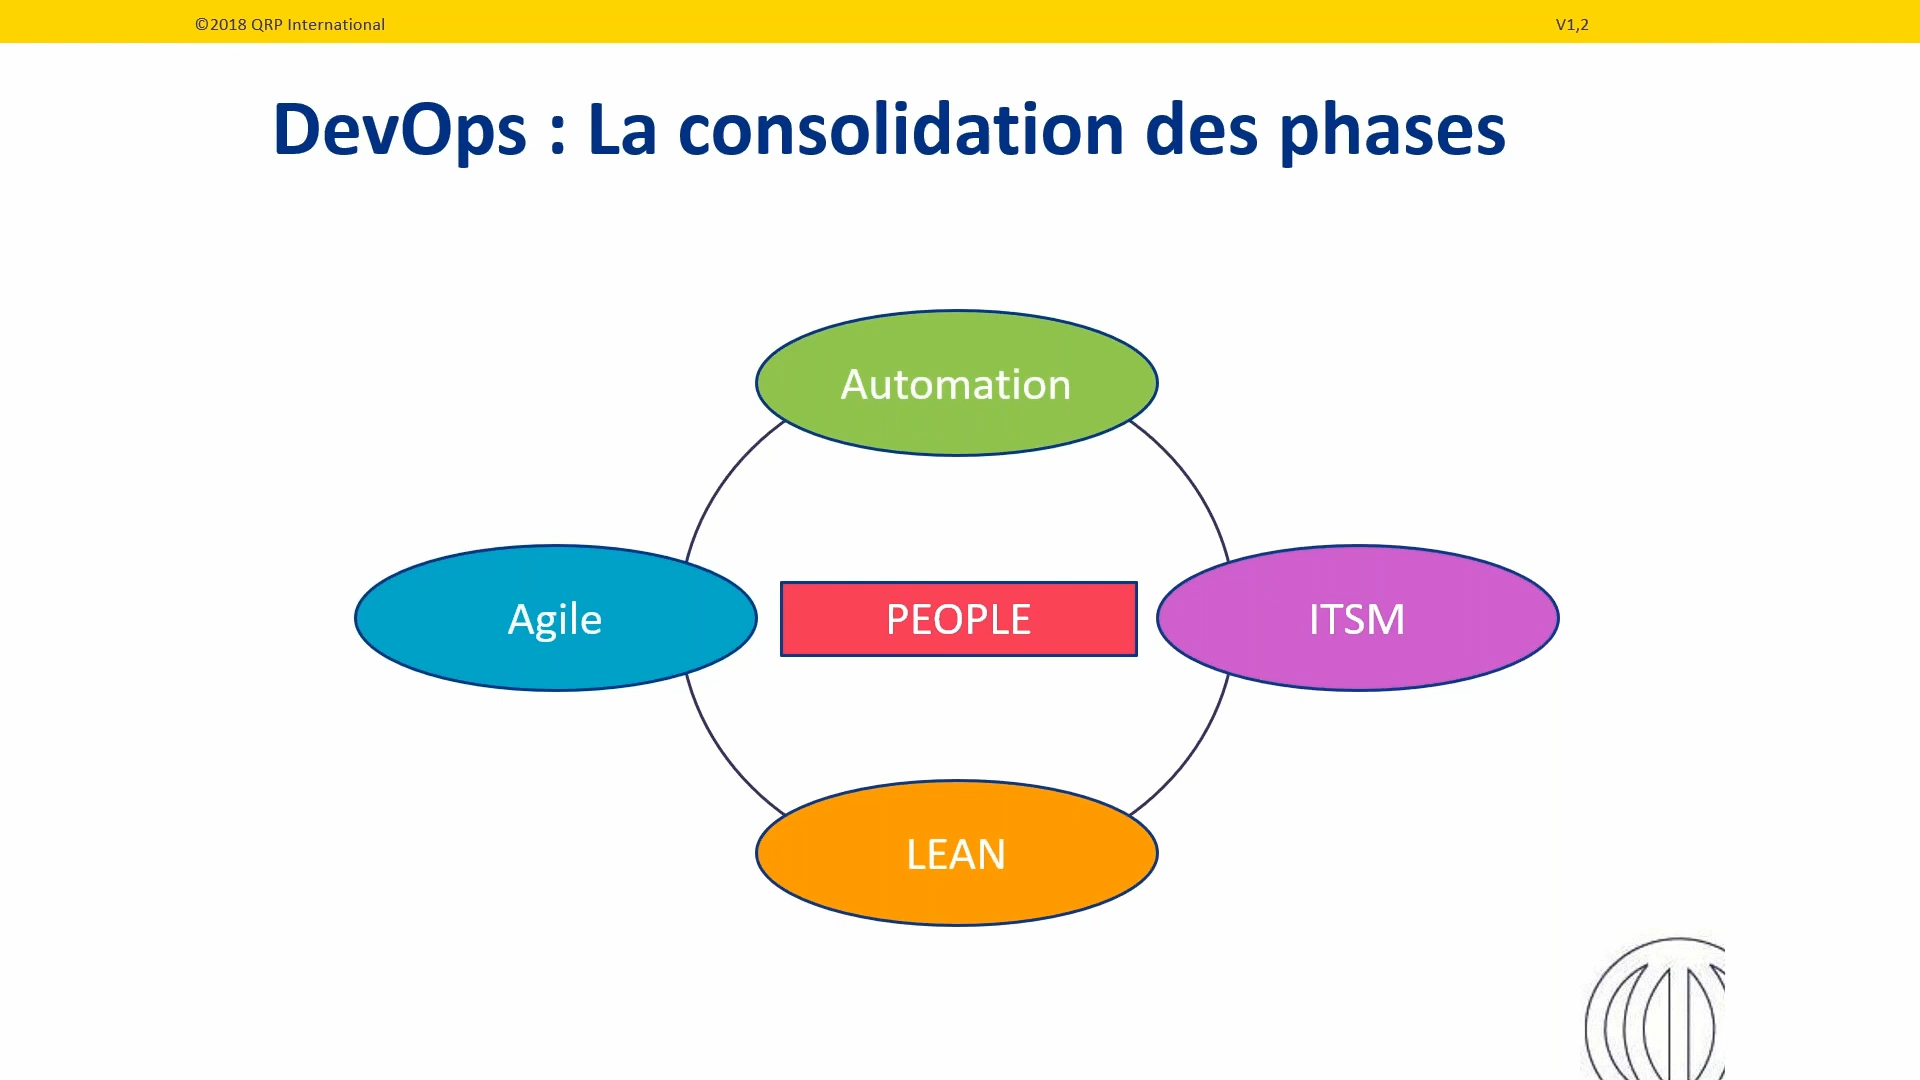 ©2018 QRP International
V1,2
DevOps : La consolidation des phases
Automation
Agile
PEOPLE
ITSM
LEAN